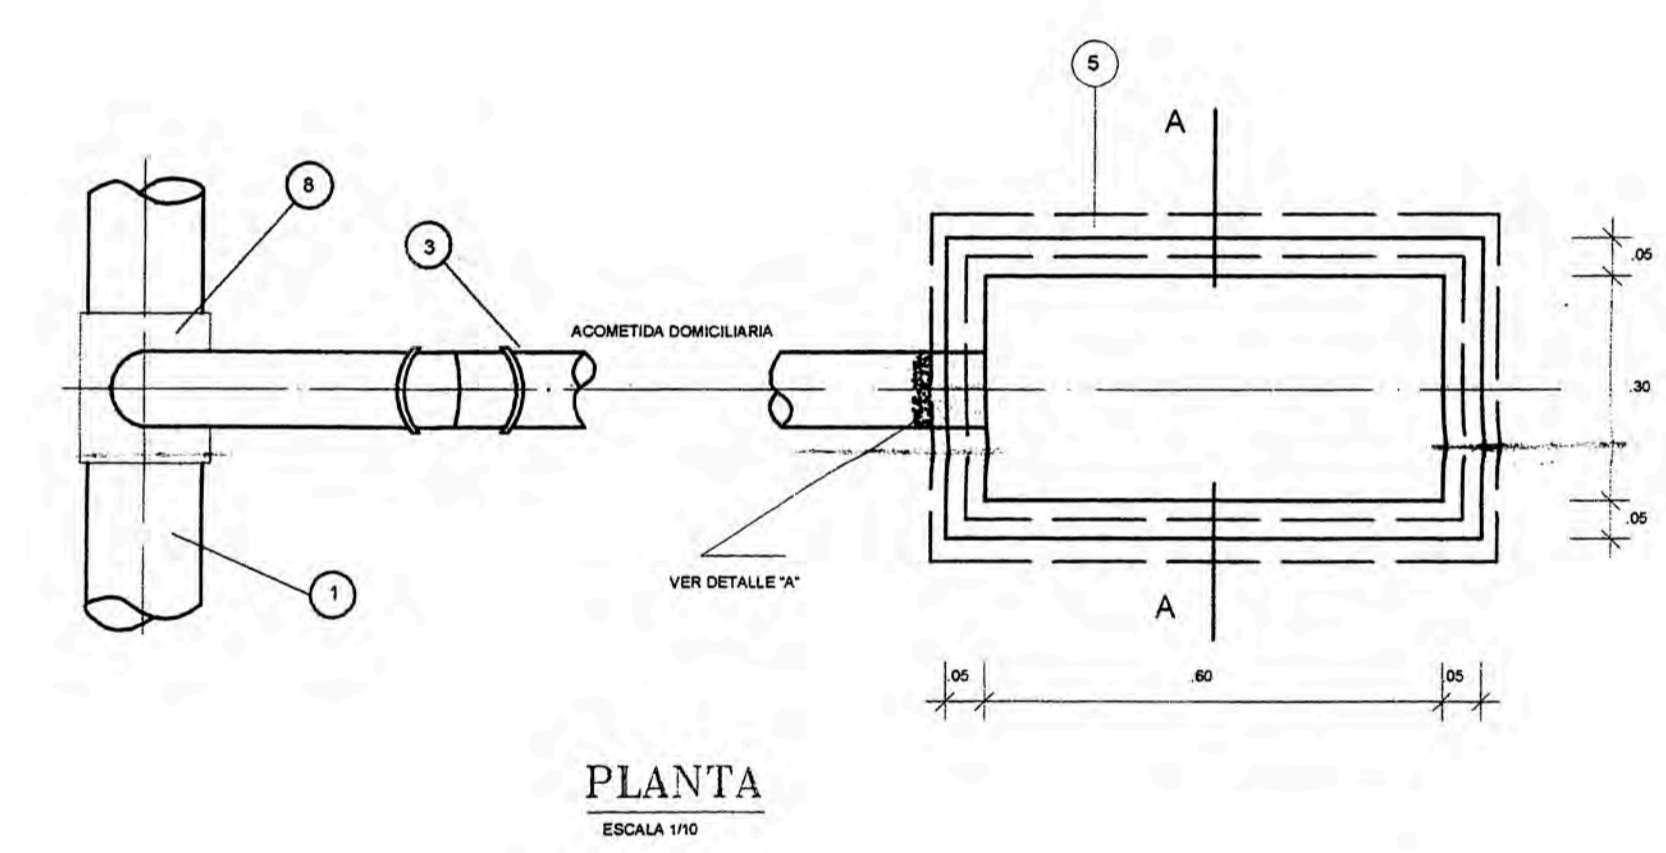 5
A
8
3
.05
ACOMETIDA DOMICILIARIA
.30
.05
VER DETALLE "A"
1
A
.05
.60
.05
PLANTA
ESCALA 1/10